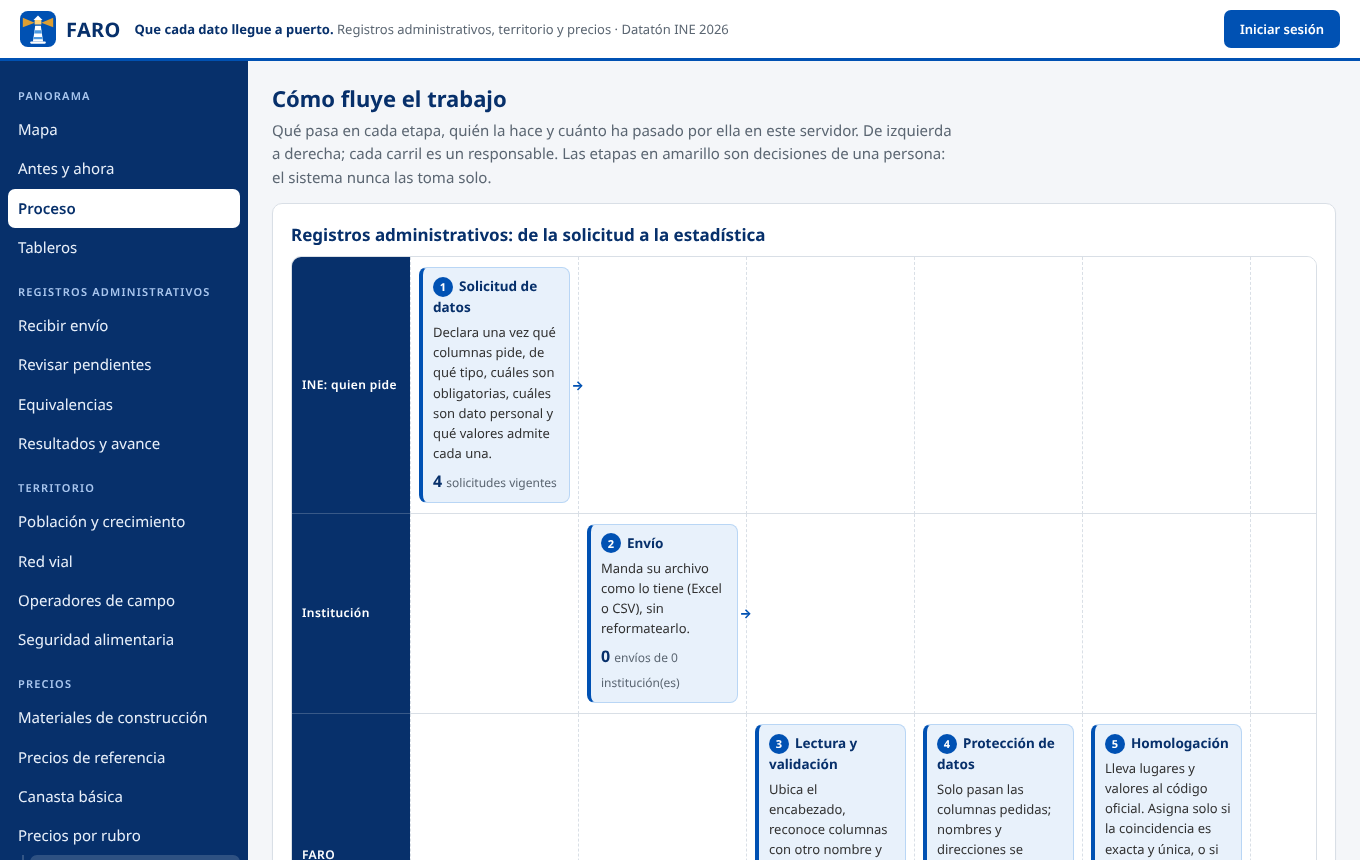 FARO
Que cada dato llegue a puerto. Registros administrativos, territorio y precios · Datatón INE 2026
Iniciar sesión
PANORAMA
Mapa
Antes y ahora
Proceso
Tableros
REGISTROS ADMINISTRATIVOS
Recibir envío
Revisar pendientes
Equivalencias
Resultados y avance
TERRITORIO
Población y crecimiento
Red vial
Operadores de campo
Seguridad alimentaria
PRECIOS
Materiales de construcción
Precios de referencia
Canasta básica
Precios por rubro
Cómo fluye el trabajo
Qué pasa en cada etapa, quién la hace y cuánto ha pasado por ella en este servidor. De izquierda
a derecha; cada carril es un responsable. Las etapas en amarillo son decisiones de una persona:
el sistema nunca las toma solo.
Registros administrativos: de la solicitud a la estadística
INE: quien pide
1 Solicitud de
datos
Declara una vez qué
columnas pide, de
qué tipo, cuáles son
obligatorias, cuáles
son dato personal y
qué valores admite
cada una.
4 solicitudes vigentes
→
Institución
2 Envío
Manda su archivo
como lo tiene (Excel
o CSV), sin
reformatearlo.
0 envíos de 0
institución(es)
→
FARO
3 Lectura y
validación
Ubica el
encabezado,
reconoce columnas
con otro nombre y
4 Protección de
datos
Solo pasan las
columnas pedidas;
nombres y
direcciones se
5 Homologación
Lleva lugares y
valores al código
oficial. Asigna solo si
la coincidencia es
exacta y única, o si